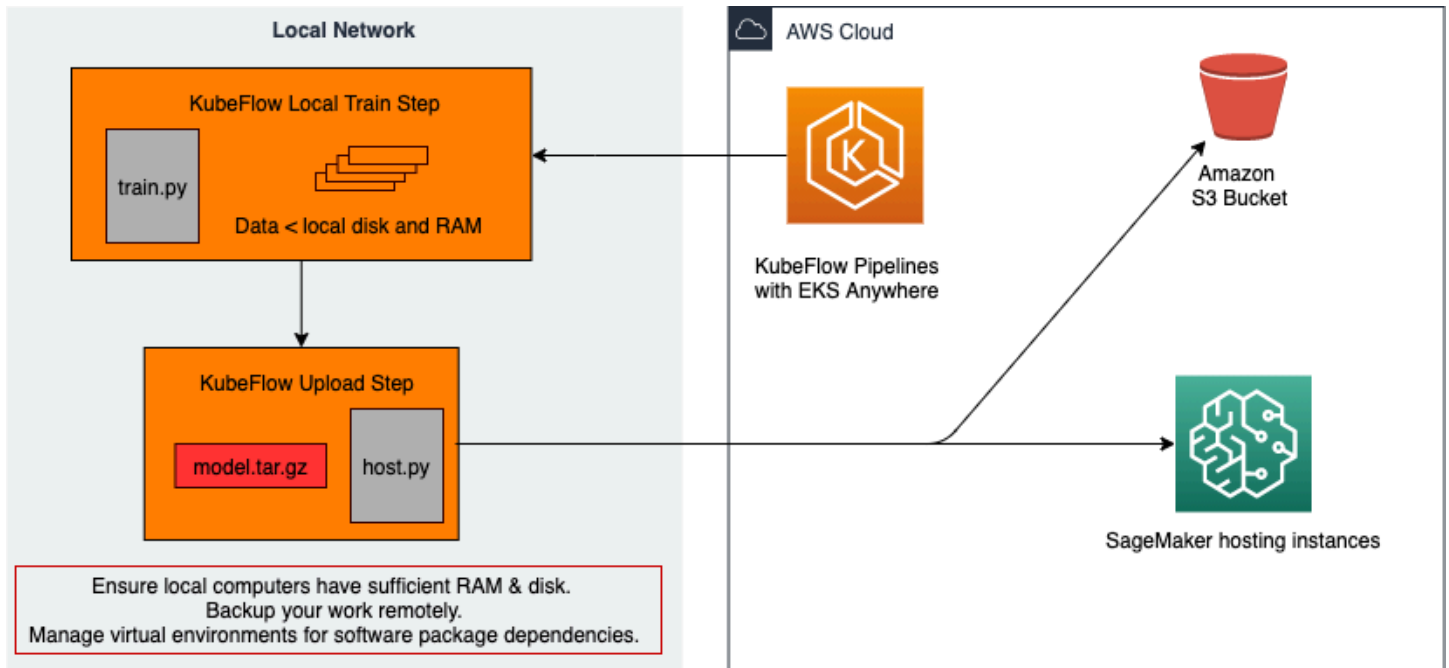 Local Network
KubeFlow Local Train Step
train.py
Data < local disk and RAM
KubeFlow Upload Step
model.tar.gz
host.py
Ensure local computers have sufficient RAM & disk.
Backup your work remotely.
Manage virtual environments for software package dependencies.
AWS Cloud
K
KubeFlow Pipelines
with EKS Anywhere
Amazon
S3 Bucket
SageMaker hosting instances